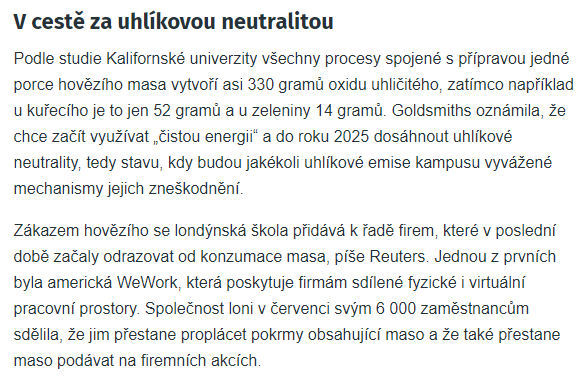 V cestě za uhlíkovou neutralitou
Podle studie Kalifornské univerzity všechny procesy spojené s přípravou jedné
porce hovězího masa vytvoří asi 330 gramů oxidu uhličitého, zatímco například
u kuřecího je to jen 52 gramů a u zeleniny 14 gramů. Goldsmiths oznámila, že
chce začít využívat „čistou energii“ a do roku 2025 dosáhnout uhlíkové
neutrality, tedy stavu, kdy budou jakékoli uhlíkové emise kampusu vyvážené
mechanismy jejich zneškodnění.
Zákazem hovězího se londýnská škola přidává k řadě firem, které v poslední
době začaly odrazovat od konzumace masa, píše Reuters. Jednou z prvních
byla americká WeWork, která poskytuje firmám sdílené fyzické i virtuální
pracovní prostory. Společnost loni v červenci svým 6 000 zaměstnancům
sdělila, že jim přestane proplácet pokrmy obsahující maso a že také přestane
maso podávat na firemních akcích.